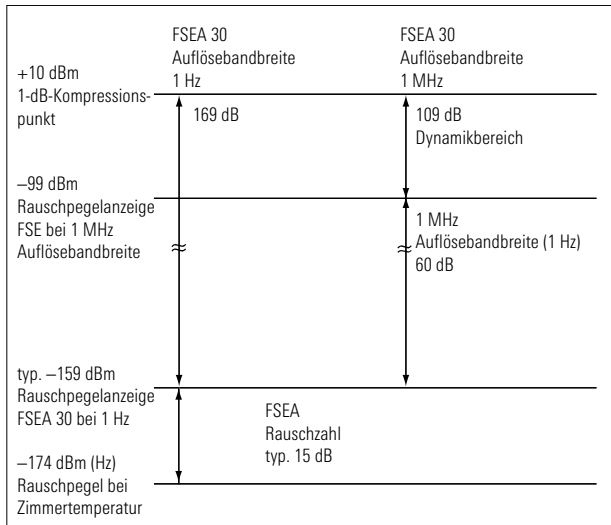 FSEA 30
Auflösebandbreite
1 Hz
FSEA 30
Auflösebandbreite
1 MHz
+10 dBm
1-dB-Kompressions-
punkt
169 dB
109 dB
Dynamikbereich
–99 dBm
Rauschpegelanzeige
FSE bei 1 MHz
Auflösebandbreite
1 MHz
Auflösebandbreite (1 Hz)
60 dB
typ. –159 dBm
Rauschpegelanzeige
FSEA 30 bei 1 Hz
FSEA
Rauschzahl
typ. 15 dB
–174 dBm (Hz)
Rauschpegel bei
Zimmertemperatur